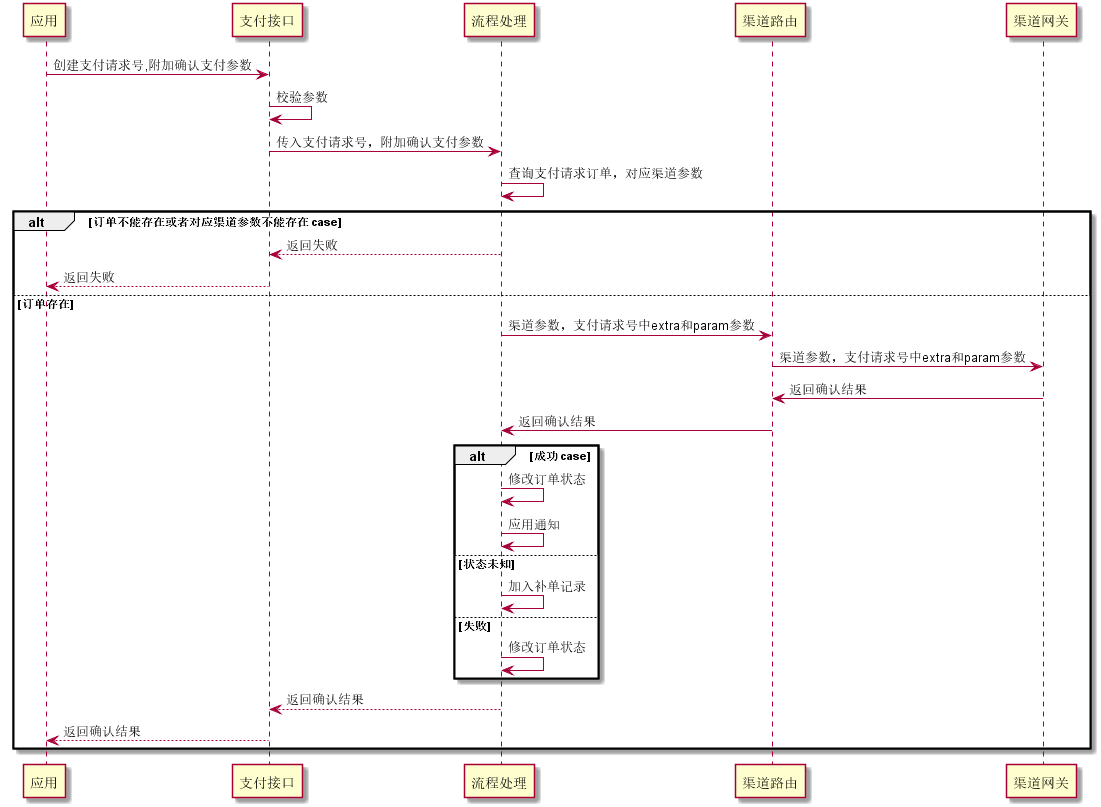 应用
支付接口
流程处理
渠道路由
渠道网关
创建支付请求号,附加确认支付参数
校验参数
传入支付请求号，附加确认支付参数
查询支付请求订单，对应渠道参数
alt
[订单不能存在或者对应渠道参数不能存在 case]
返回失败
返回失败
[订单存在]
渠道参数，支付请求号中extra和param参数
渠道参数，支付请求号中extra和param参数
返回确认结果
返回确认结果
alt
[成功 case]
修改订单状态
应用通知
[状态未知]
加入补单记录
[失败]
修改订单状态
返回确认结果
返回确认结果
应用
支付接口
流程处理
渠道路由
渠道网关